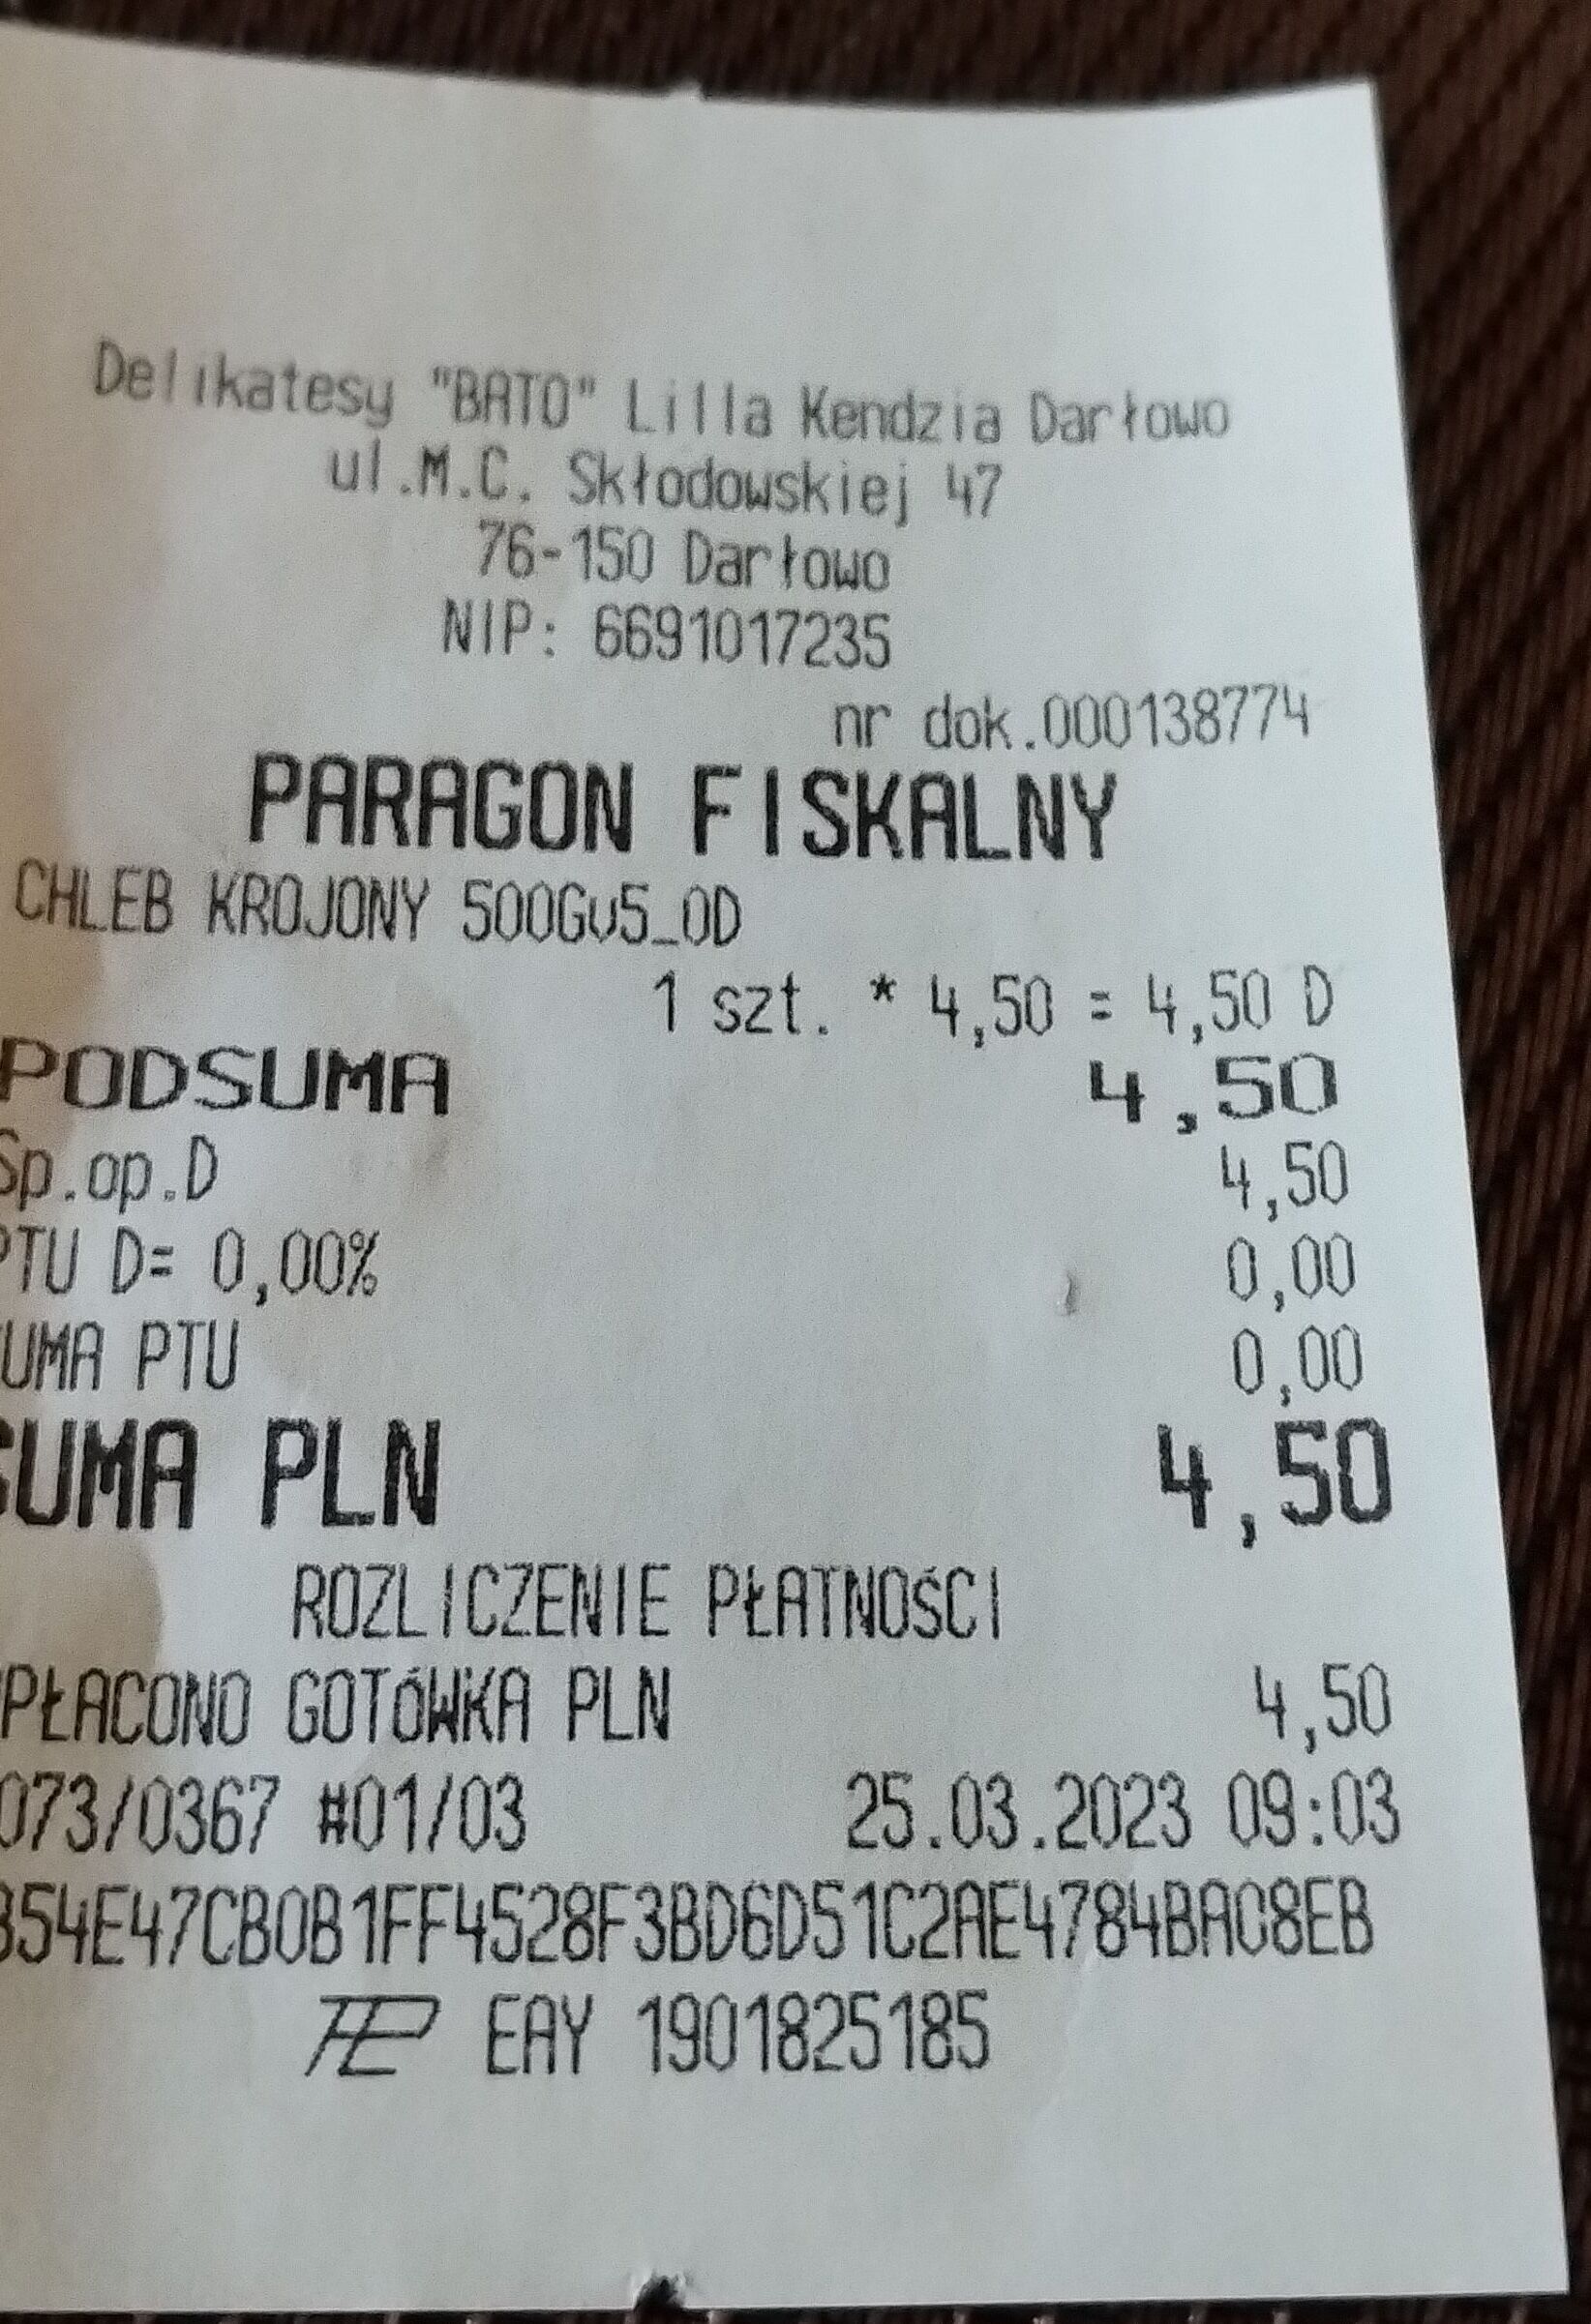 Delikatesy "BATO" Lilla Kendzia Darłowo
ul.M.C. Skłodowskiej 47
76-150 Darłowo
NIP: 6691017235
nr dok.000138774
PARAGON FISKALNY
CHLEB KROJONY 500Gu5_0D
1 szt. * 4,50 = 4,50 D
PODSUMA 4,50
Sp.op.D 4,50
PTU D= 0,00% 0,00
UMA PTU 0,00
SUMA PLN 4,50
ROZLICZENIE PŁATNOŚCI
PŁACONO GOTÓWKA PLN 4,50
073/0367 #01/03 25.03.2023 09:03
B54E47CB0B1FF4528F3BD6D51C2AE4784BAC8EB
EAY 1901825185